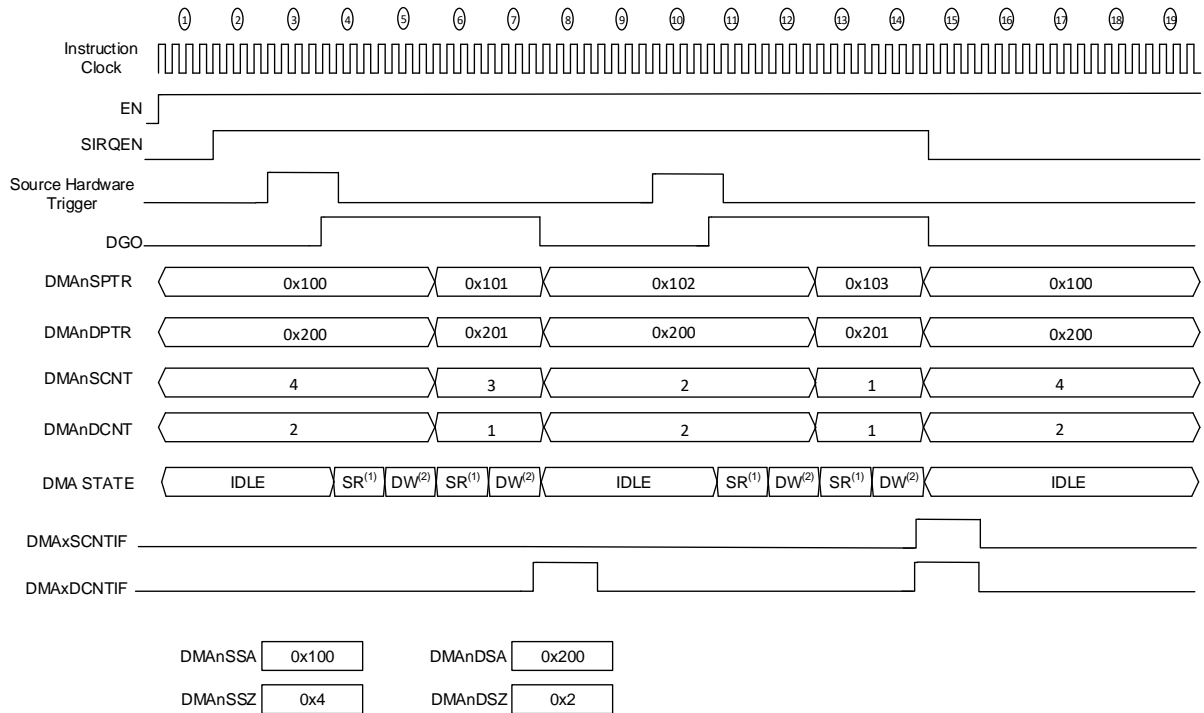 1 2 3 4 5 6 7 8 9 10 11 12 13 14 15 16 17 18 19
Instruction
Clock
EN
SIRQEN
Source Hardware
Trigger
DGO
DMAnSPTR 0x100 0x101 0x102 0x103 0x100
DMAnDPTR 0x200 0x201 0x200 0x201 0x200
DMAnSCNT 4 3 2 1 4
DMAnDCNT 2 1 2 1 2
DMA STATE IDLE SR(1) DW(2) SR(1) DW(2) IDLE SR(1) DW(2) SR(1) DW(2) IDLE
DMAxSCNTIF
DMAxDCNTIF
DMAnSSA 0x100 DMAnDSA 0x200
DMAnSSZ 0x4 DMAnDSZ 0x2